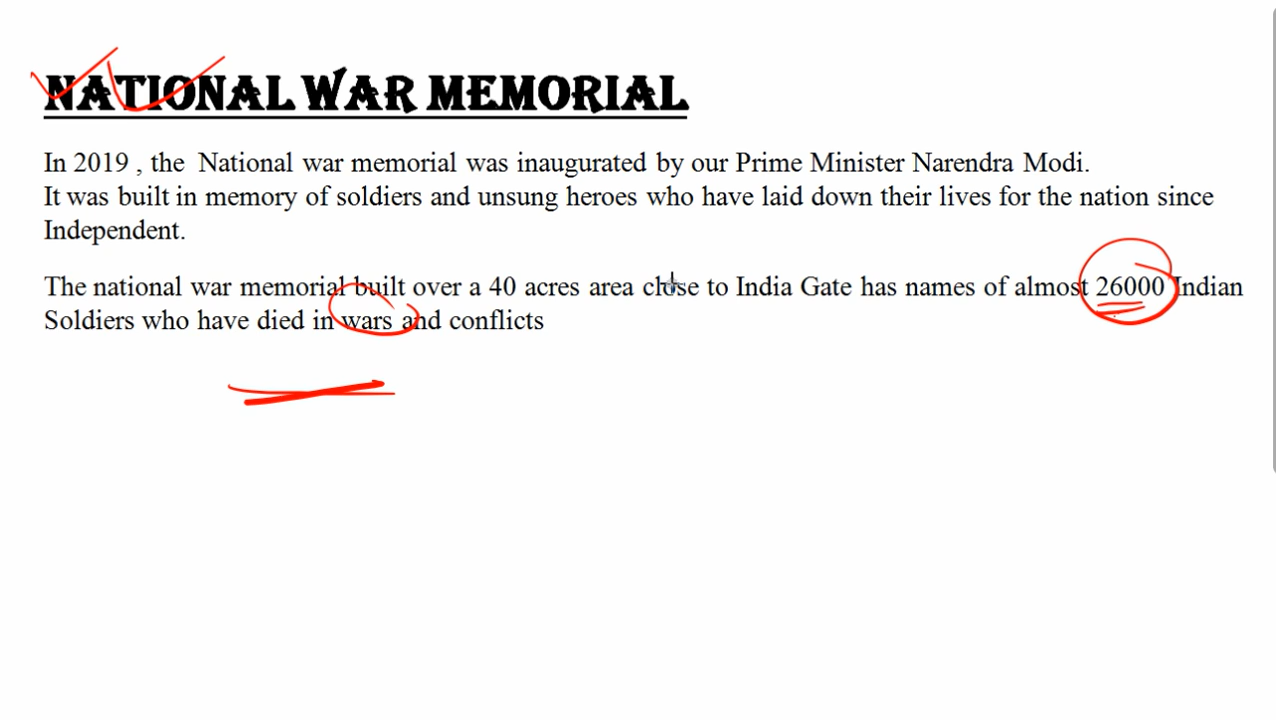 NATIONAL WAR MEMORIAL
In 2019 , the National war memorial was inaugurated by our Prime Minister Narendra Modi.
It was built in memory of soldiers and unsung heroes who have laid down their lives for the nation since
Independent.
The national war memorial built over a 40 acres area close to India Gate has names of almost 26000 Indian
Soldiers who have died in wars and conflicts